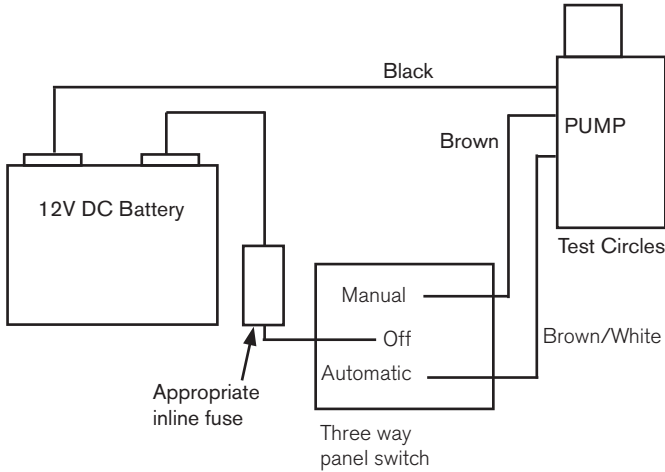 Black
Brown
PUMP
12V DC Battery
Test Circles
Manual
Off
Brown/White
Automatic
Appropriate
inline fuse
Three way
panel switch